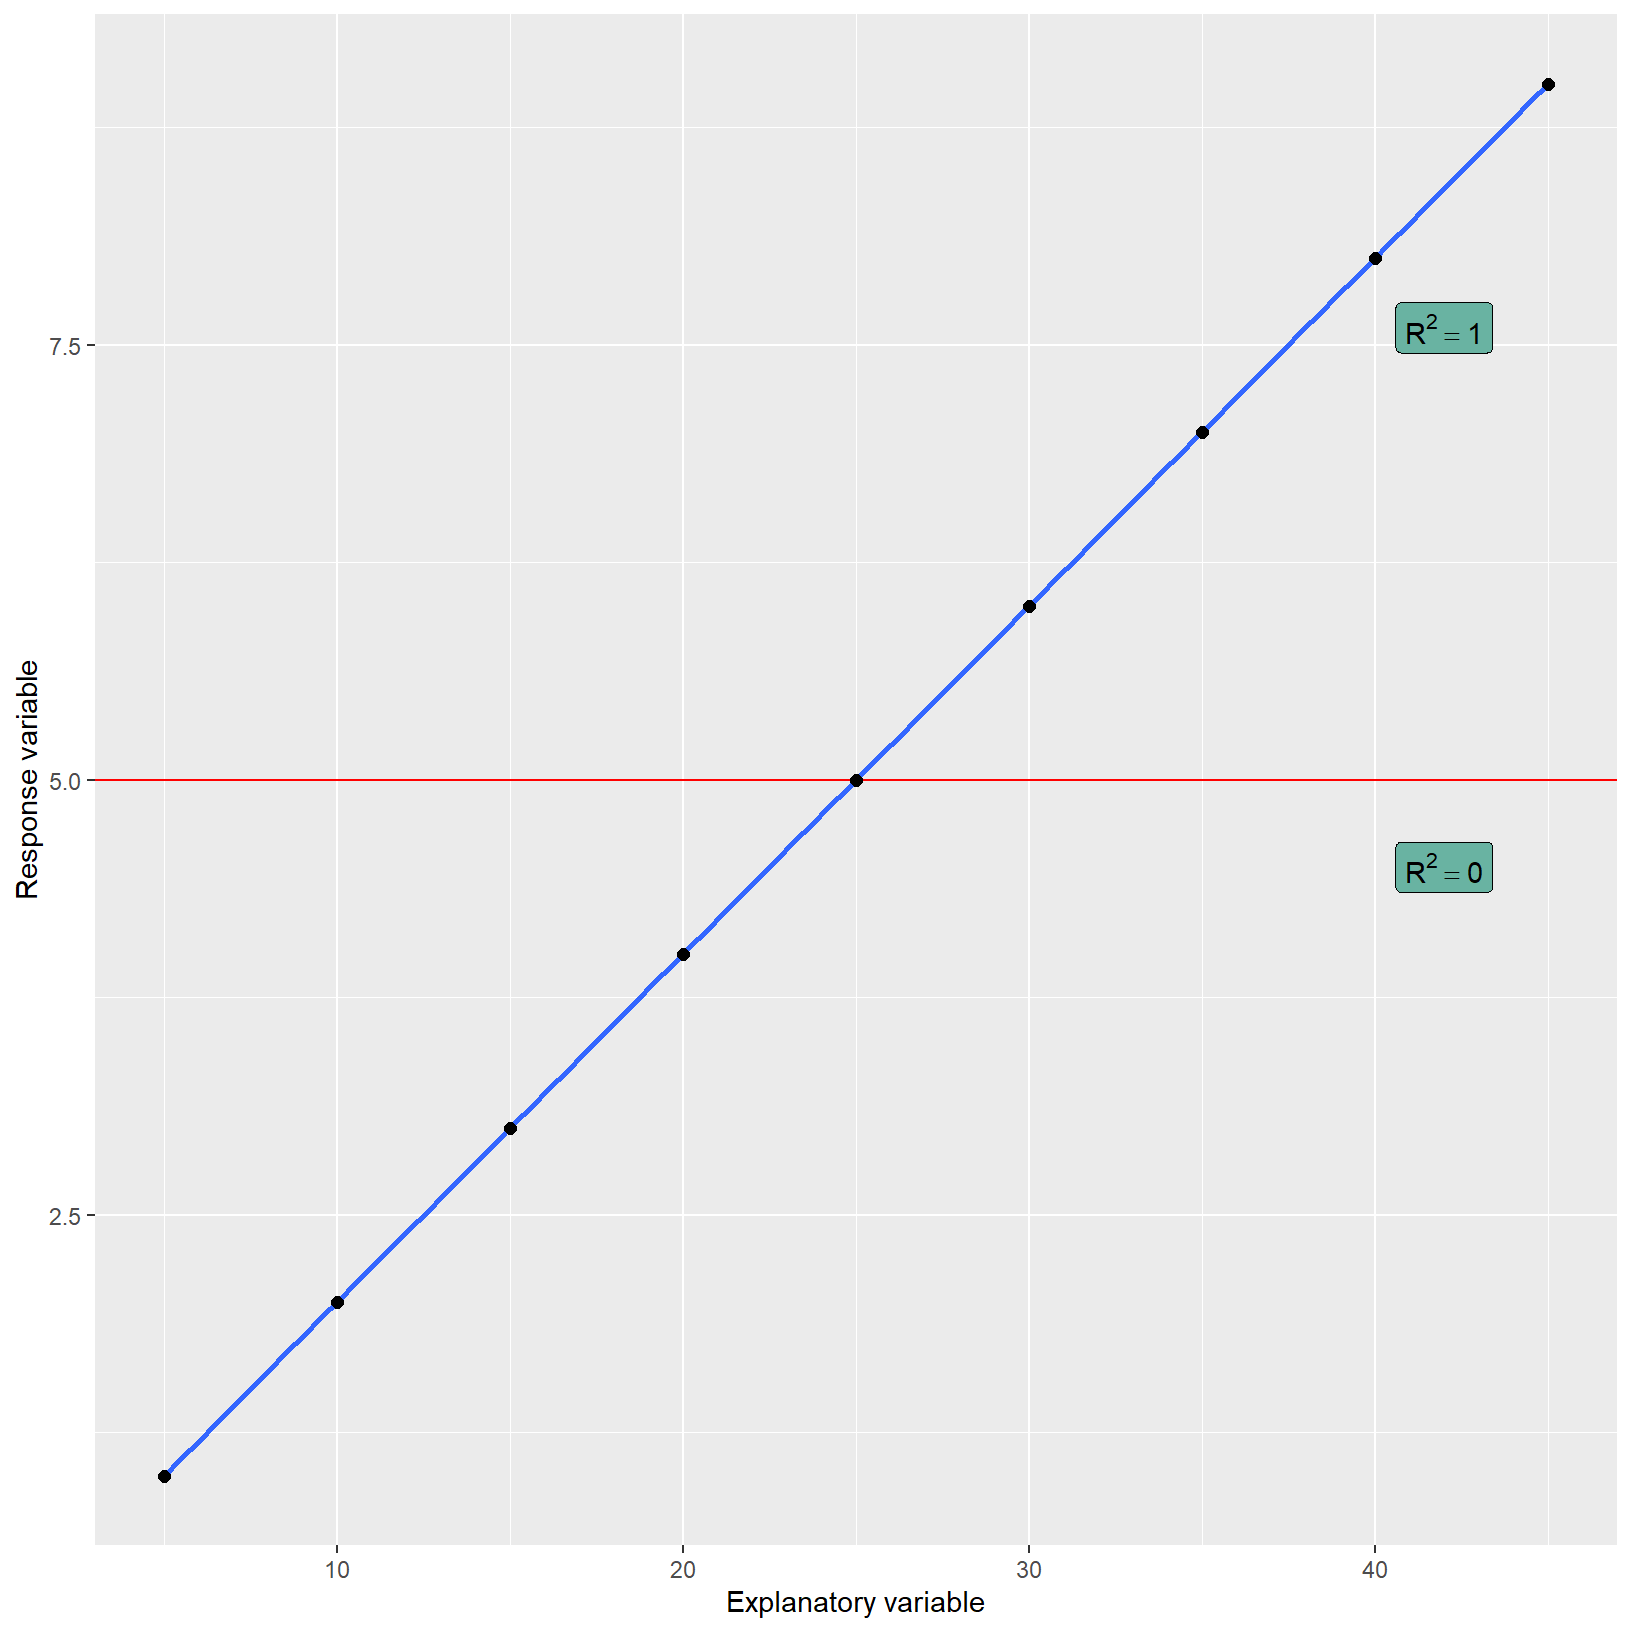 Response variable
7.5
5.0
2.5
R² = 1
R² = 0
10 20 30 40
Explanatory variable